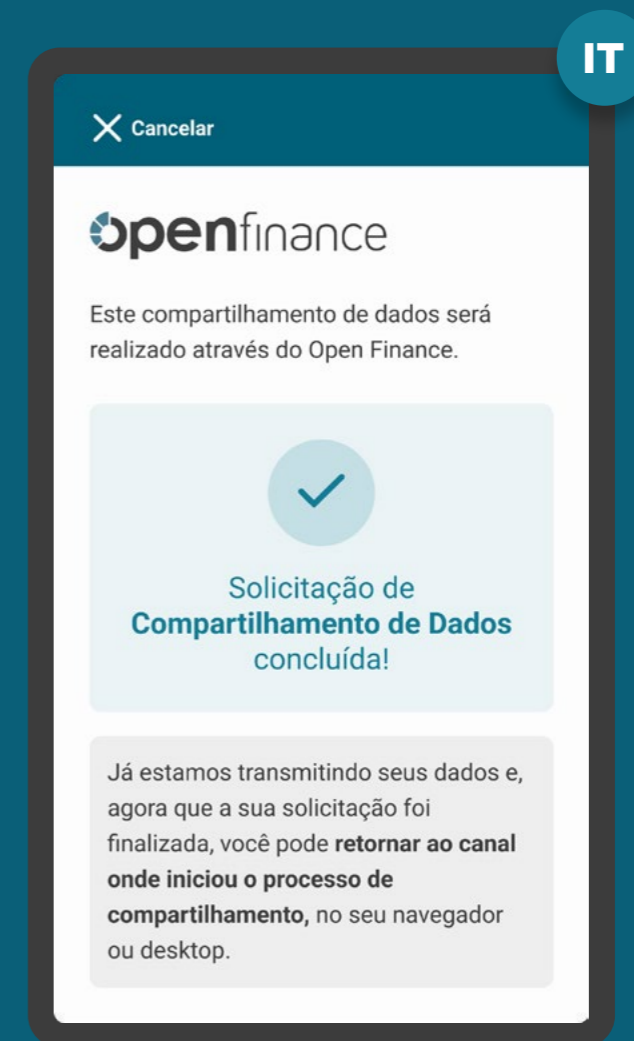 IT
Cancelar
openfinance
Este compartilhamento de dados será
realizado através do Open Finance.
Solicitação de
Compartilhamento de Dados
concluída!
Já estamos transmitindo seus dados e,
agora que a sua solicitação foi
finalizada, você pode retornar ao canal
onde iniciou o processo de
compartilhamento, no seu navegador
ou desktop.